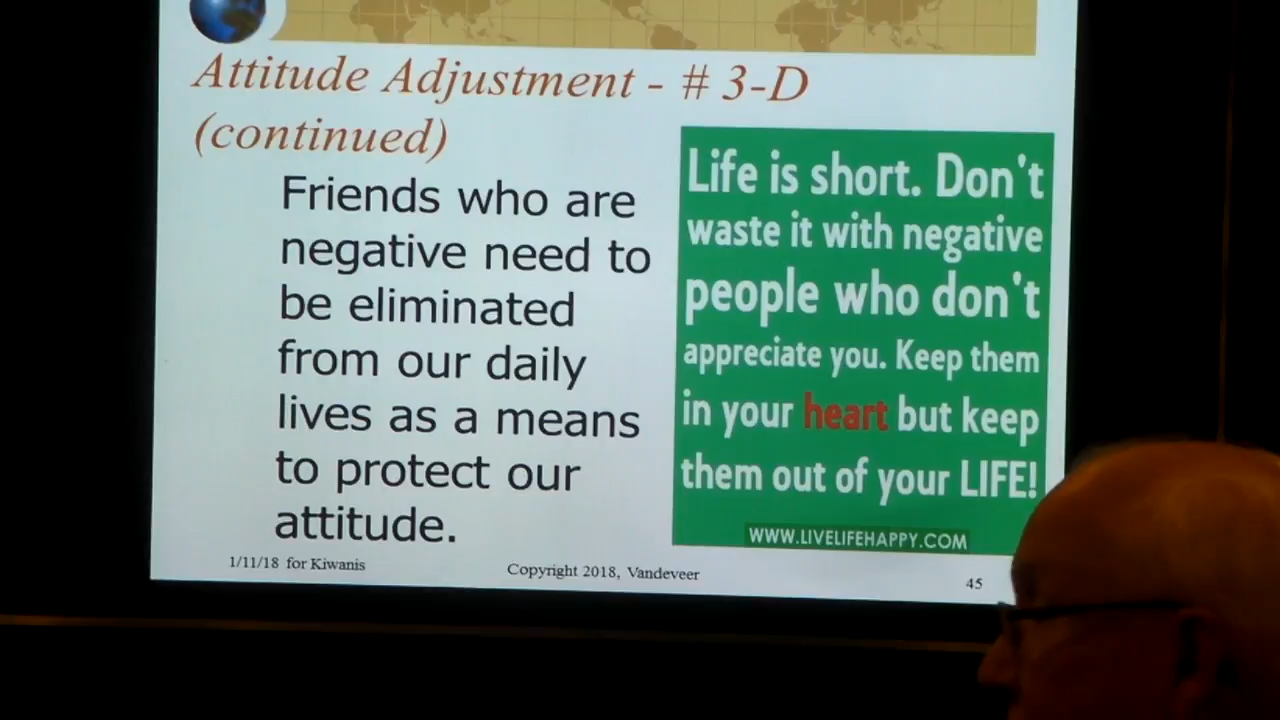 Attitude Adjustment - # 3-D
(continued)
Friends who are
negative need to
be eliminated
from our daily
lives as a means
to protect our
attitude.
Life is short. Don't
waste it with negative
people who don't
appreciate you. Keep them
in your heart but keep
them out of your LIFE!
WWW.LIVELIFEHAPPY.COM
1/11/18 for Kiwanis
Copyright 2018, Vandeveer
45